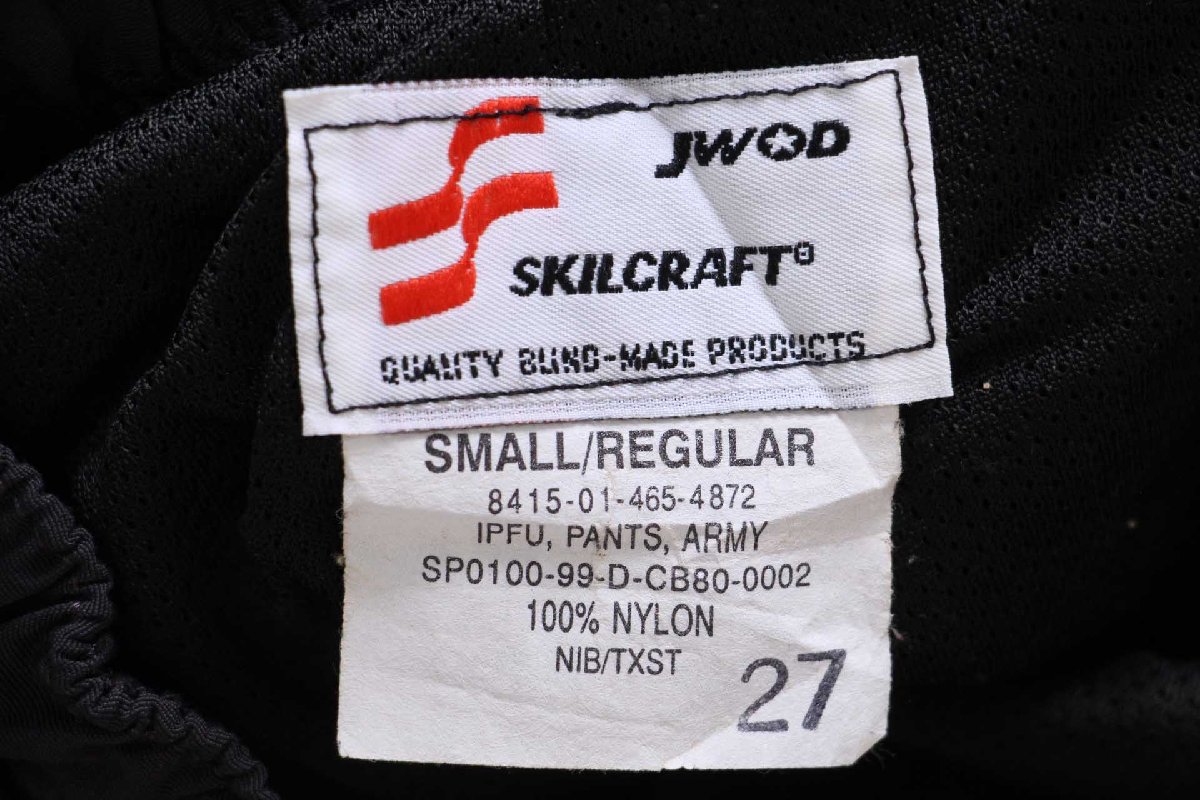 JWOD
SKILCRAFT®
QUALITY BLIND-MADE PRODUCTS
SMALL/REGULAR
8415-01-465-4872
IPFU, PANTS, ARMY
SP0100-99-D-CB80-0002
100% NYLON
NIB/TXST
27